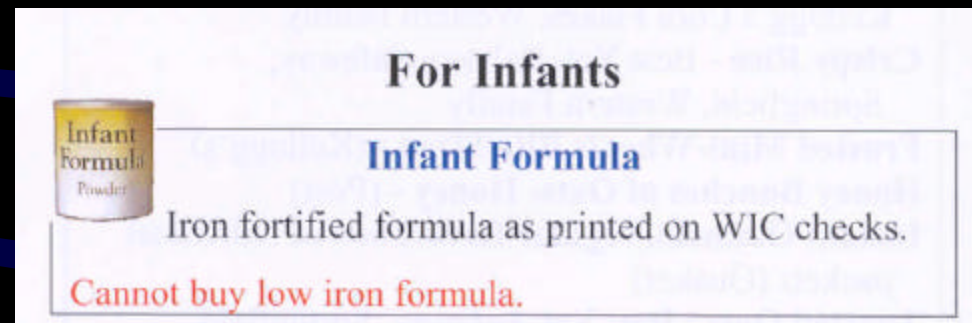 For Infants
Infant
Formula
Powder
Infant Formula
Iron fortified formula as printed on WIC checks.
Cannot buy low iron formula.